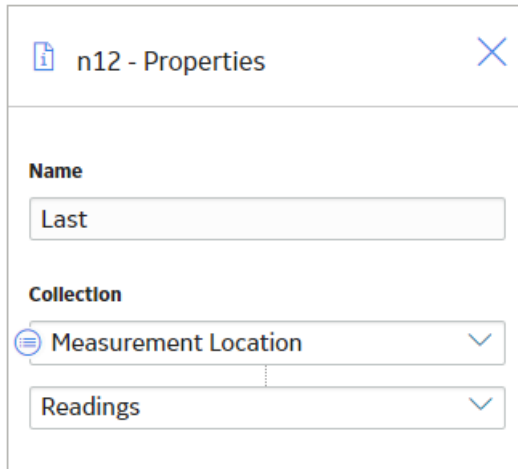 n12 - Properties
Name
Last
Collection
Measurement Location
Readings